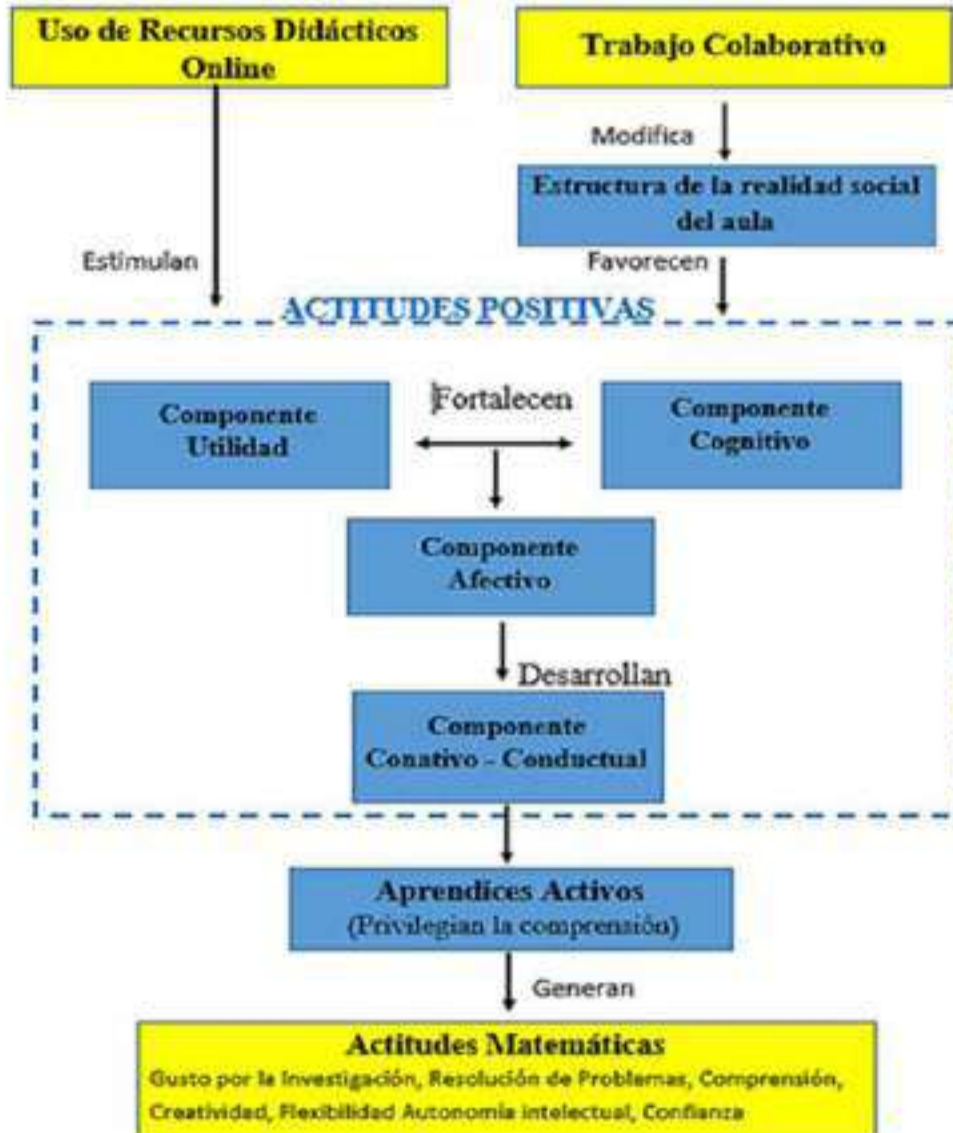 Uso de Recursos Didácticos
Online
Trabajo Colaborativo
Modifica
Estructura de la realidad social
del aula
Estimulan
Favorecen
ACTITUDES POSITIVAS
Componente
Utilidad
Fortalecen
Componente
Cognitivo
Componente
Afectivo
Desarrollan
Componente
Conativo - Conductual
Aprendices Activos
(Privilegian la comprensión)
Generan
Actitudes Matemáticas
Gusto por la Investigación, Resolución de Problemas, Comprensión,
Creatividad, Flexibilidad Autonomía intelectual, Confianza